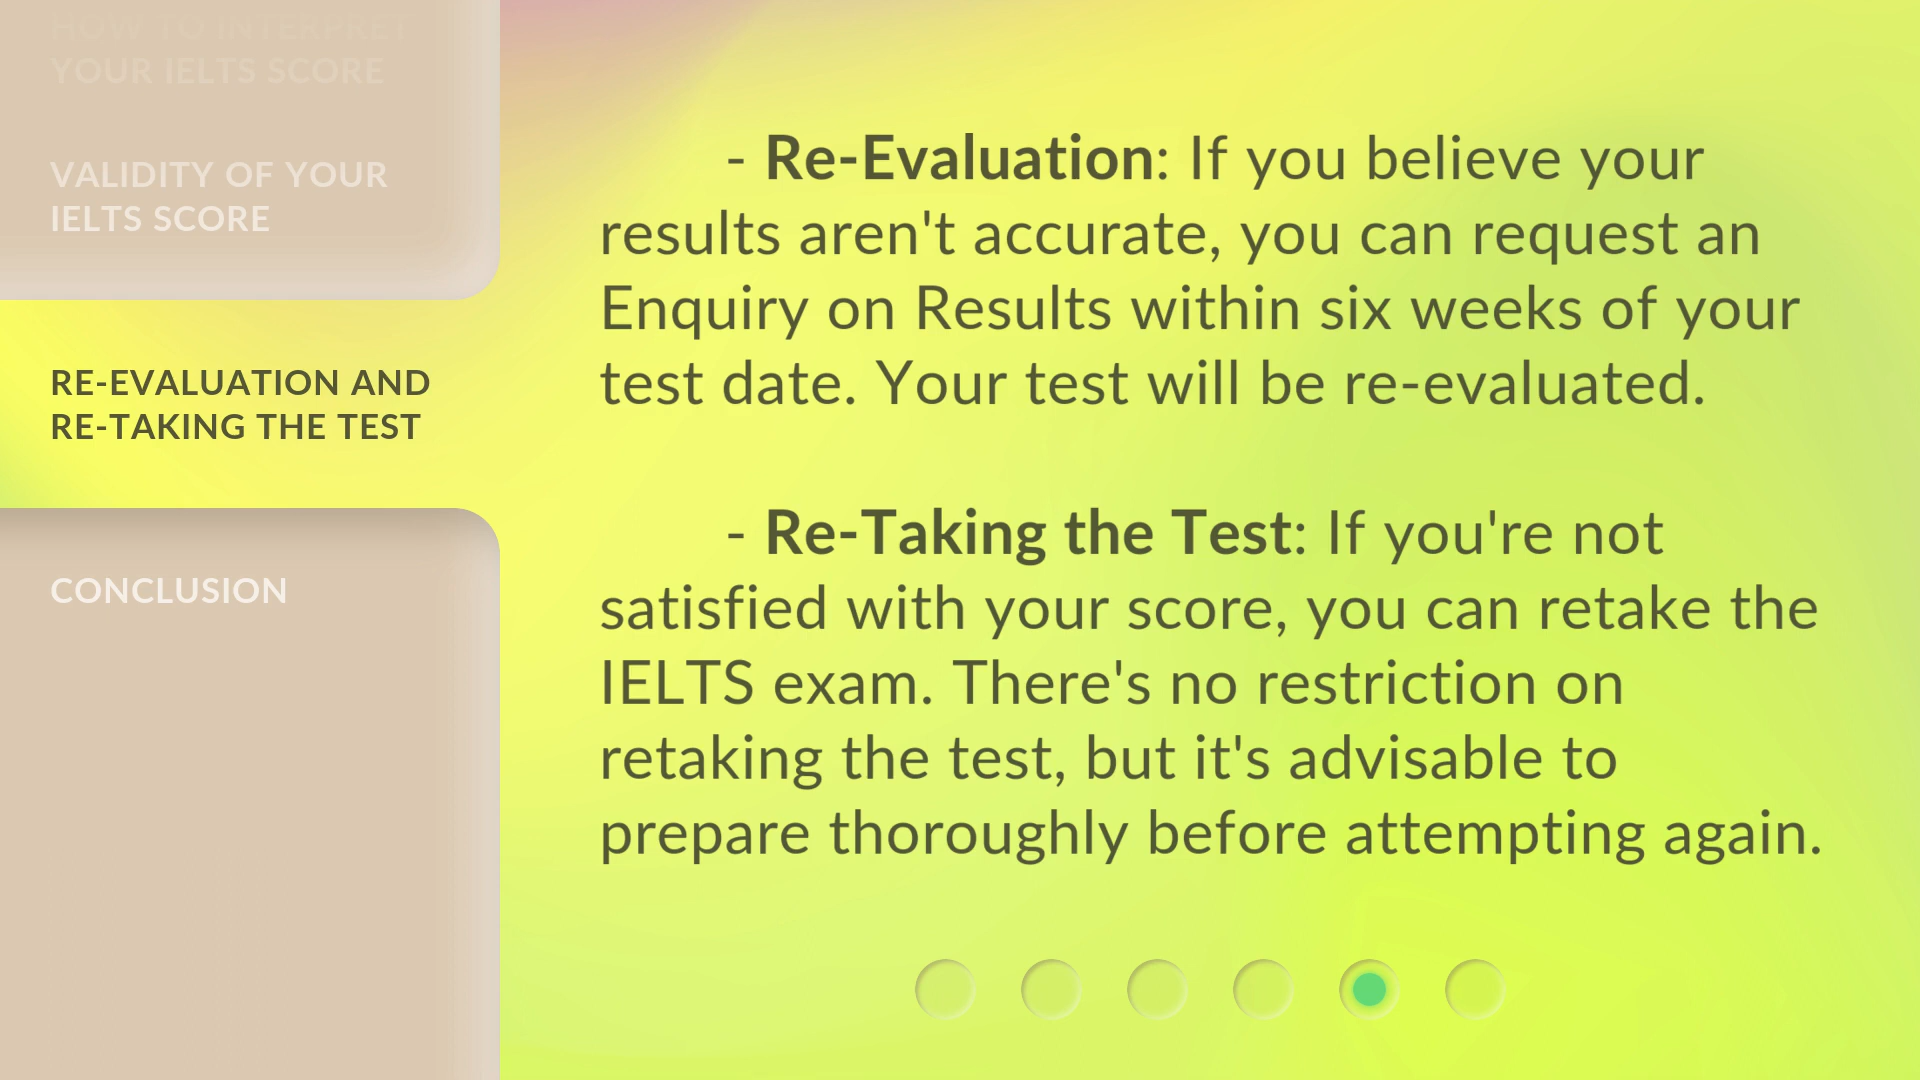 HOW TO INTERPRET
YOUR IELTS SCORE
VALIDITY OF YOUR
IELTS SCORE
RE-EVALUATION AND
RE-TAKING THE TEST
CONCLUSION
- Re-Evaluation: If you believe your
results aren't accurate, you can request an
Enquiry on Results within six weeks of your
test date. Your test will be re-evaluated.
- Re-Taking the Test: If you're not
satisfied with your score, you can retake the
IELTS exam. There's no restriction on
retaking the test, but it's advisable to
prepare thoroughly before attempting again.